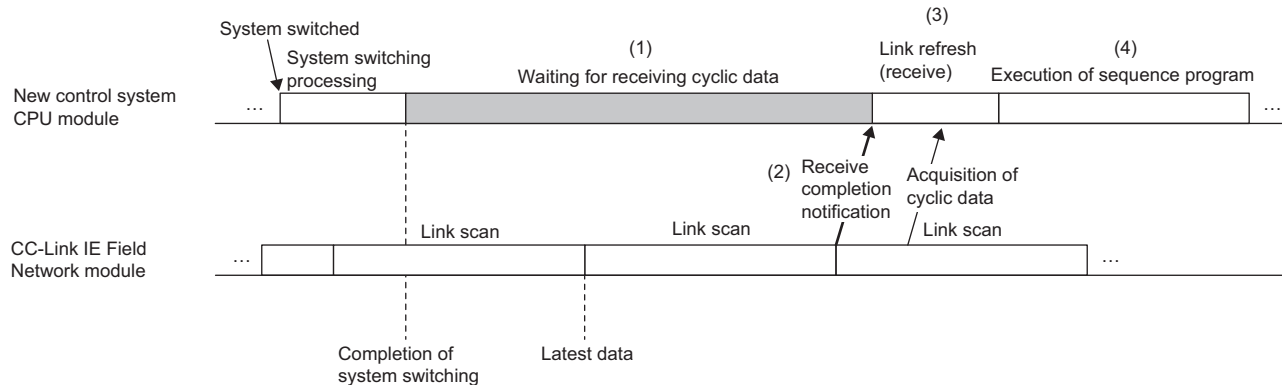 System switched
System switching
processing
(1)
Waiting for receiving cyclic data
(3)
Link refresh
(receive)
(4)
Execution of sequence program
New control system
CPU module
…
…
(2)
Receive
completion
notification
Acquisition of
cyclic data
CC-Link IE Field
Network module
…
Link scan
Link scan
Link scan
…
Completion of
system switching
Latest data